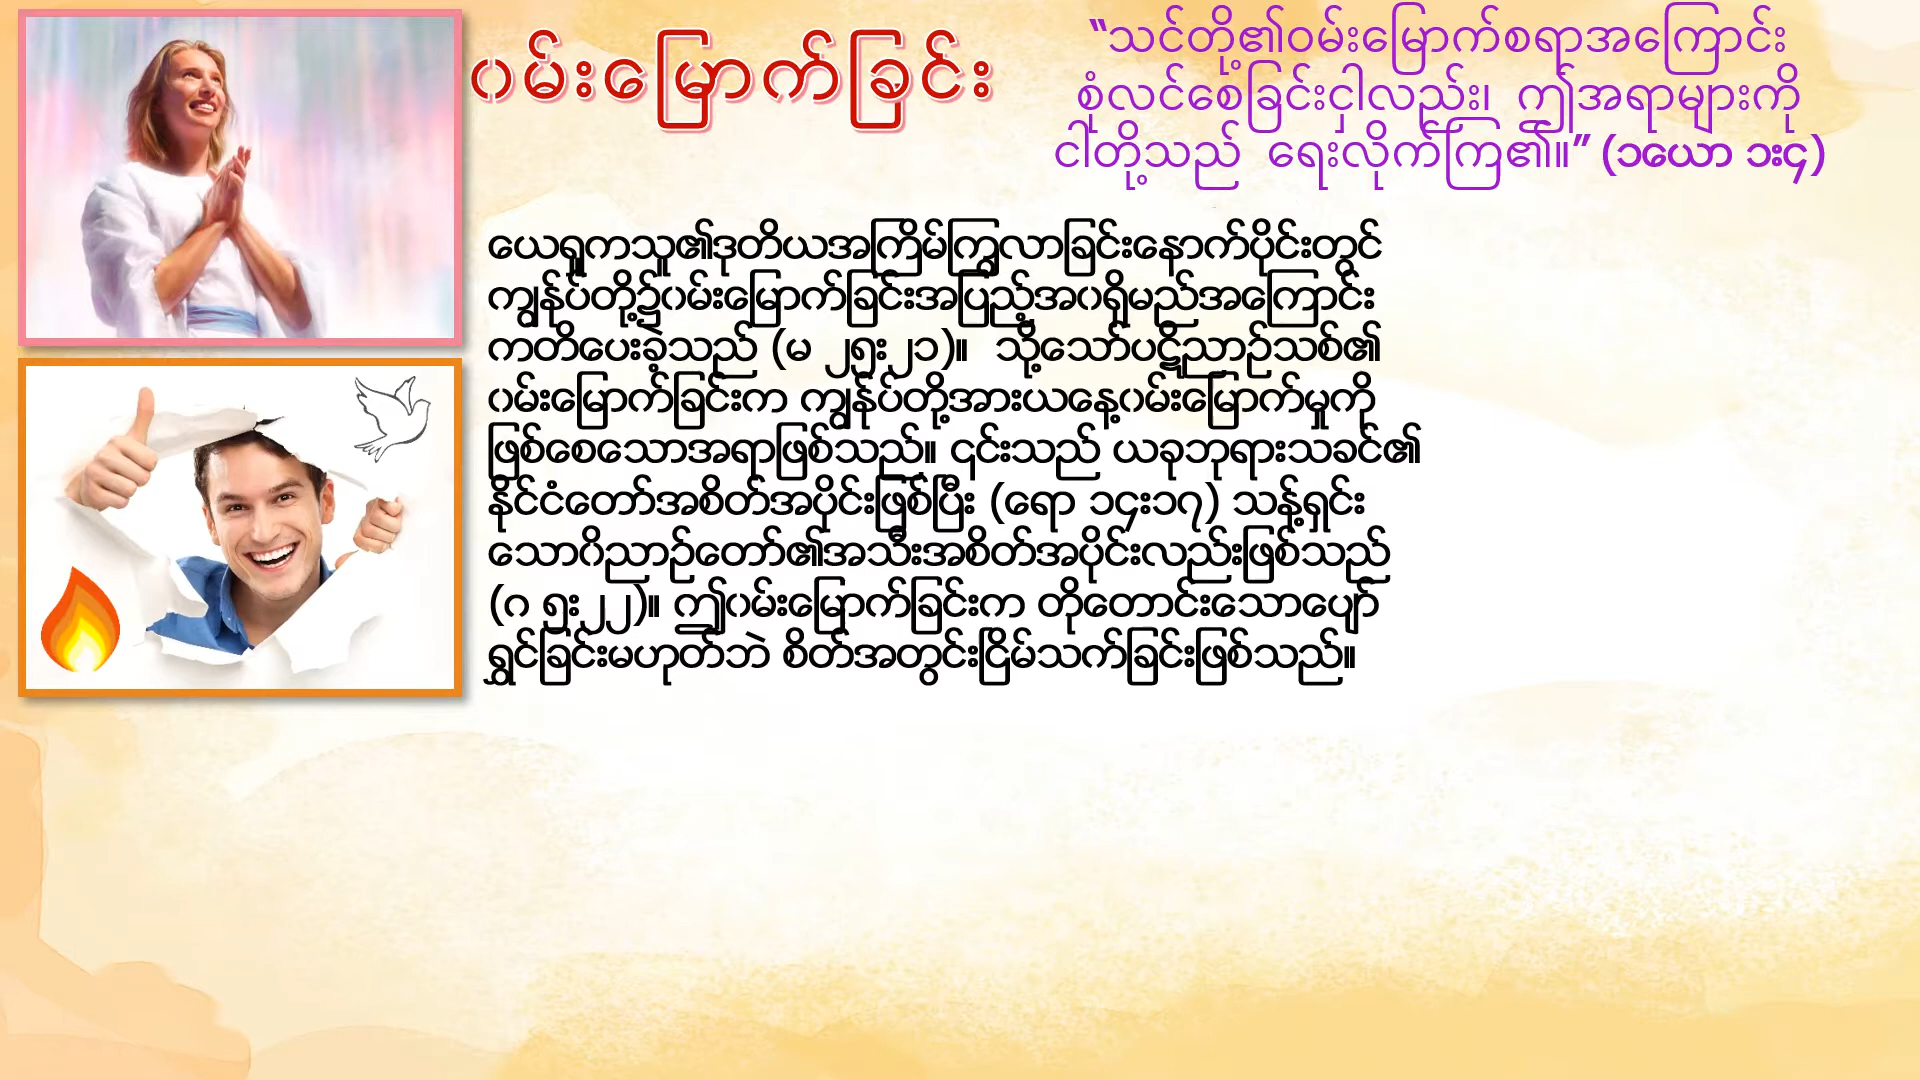 ဝမ်းမြောက်ခြင်း
“သင်တို့၏ဝမ်းမြောက်စရာအကြောင်း
စုံလင်စေခြင်းငှါလည်း၊ ဤအရာများကို
ငါတို့သည် ရေးလိုက်ကြ၏။” (၁ယော ၁း၄)
ယေရှုကသူ၏ဒုတိယအကြိမ်ကြွလာခြင်းနောက်ပိုင်းတွင်
ကျွန်ုပ်တို့၌ဝမ်းမြောက်ခြင်းအပြည့်အဝရှိမည်အကြောင်း
ကတိပေးခဲ့သည် (မ ၂၅း၂၁)။ သို့သော်ပဋိညာဉ်သစ်၏
ဝမ်းမြောက်ခြင်းက ကျွန်ုပ်တို့အားယနေ့ဝမ်းမြောက်မှုကို
ဖြစ်စေသောအရာဖြစ်သည်။ ၎င်းသည် ယခုဘုရားသခင်၏
နိုင်ငံတော်အစိတ်အပိုင်းဖြစ်ပြီး (ရော ၁၄း၁၇) သန့်ရှင်း
သောဝိညာဉ်တော်၏အသီးအစိတ်အပိုင်းလည်းဖြစ်သည်
(ဂ ၅း၂၂)။ ဤဝမ်းမြောက်ခြင်းက တိုတောင်းသောပျော်
ရွှင်ခြင်းမဟုတ်ဘဲ စိတ်အတွင်းငြိမ်သက်ခြင်းဖြစ်သည်။